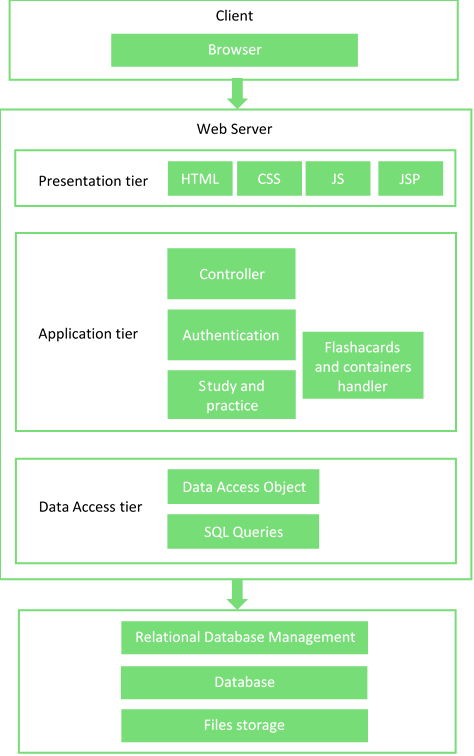 Client
Browser
Web Server
Presentation tier
HTML
CSS
JS
JSP
Application tier
Controller
Authentication
Study and
practice
Flashacards
and containers
handler
Data Access tier
Data Access Object
SQL Queries
Relational Database Management
Database
Files storage